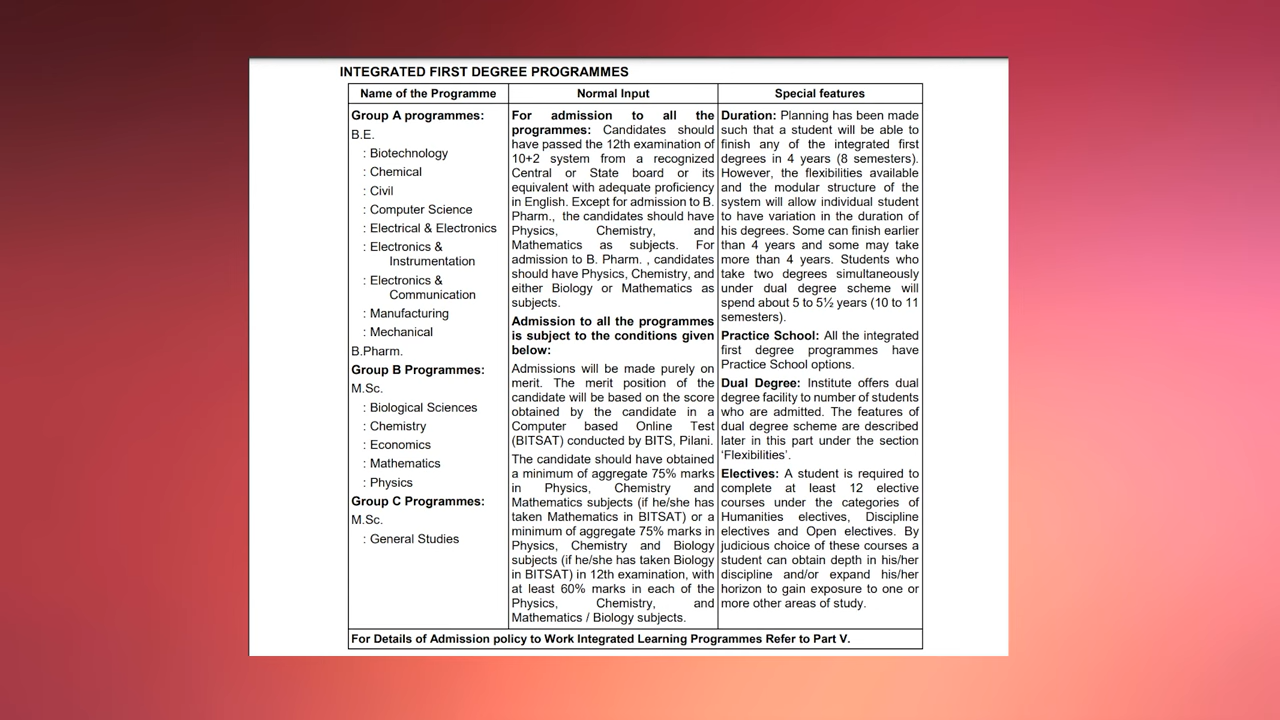 INTEGRATED FIRST DEGREE PROGRAMMES
Name of the Programme
Group A programmes:
B.E.
: Biotechnology
: Chemical
: Civil
: Computer Science
: Electrical & Electronics
: Electronics &
Instrumentation
: Electronics &
Communication
: Manufacturing
: Mechanical
B.Pharm.
Group B Programmes:
M.Sc.
: Biological Sciences
: Chemistry
: Economics
: Mathematics
: Physics
Group C Programmes:
M.Sc.
: General Studies
Normal Input
For admission to all the
programmes: Candidates should
have passed the 12th examination of
10+2 system from a recognized
Central or State board or its
equivalent with adequate proficiency
in English. Except for admission to B.
Pharm., the candidates should have
Physics, Chemistry, and
Mathematics as subjects. For
admission to B. Pharm. , candidates
should have Physics, Chemistry, and
either Biology or Mathematics as
subjects.
Admission to all the programmes
is subject to the conditions given
below:
Admissions will be made purely on
merit. The merit position of the
candidate will be based on the score
obtained by the candidate in a
Computer based Online Test
(BITSAT) conducted by BITS, Pilani.
The candidate should have obtained
a minimum of aggregate 75% marks
in Physics, Chemistry and
Mathematics subjects (if he/she has
taken Mathematics in BITSAT) or a
minimum of aggregate 75% marks in
Physics, Chemistry and Biology
subjects (if he/she has taken Biology
in BITSAT) in 12th examination, with
at least 60% marks in each of the
Physics, Chemistry, and
Mathematics / Biology subjects.
Special features
Duration: Planning has been made
such that a student will be able to
finish any of the integrated first
degrees in 4 years (8 semesters).
However, the flexibilities available
and the modular structure of the
system will allow individual student
to have variation in the duration of
his degrees. Some can finish earlier
than 4 years and some may take
more than 4 years. Students who
take two degrees simultaneously
under dual degree scheme will
spend about 5 to 5½ years (10 to 11
semesters).
Practice School: All the integrated
first degree programmes have
Practice School options.
Dual Degree: Institute offers dual
degree facility to number of students
who are admitted. The features of
dual degree scheme are described
later in this part under the section
‘Flexibilities’.
Electives: A student is required to
complete at least 12 elective
courses under the categories of
Humanities electives, Discipline
electives and Open electives. By
judicious choice of these courses a
student can obtain depth in his/her
discipline and/or expand his/her
horizon to gain exposure to one or
more other areas of study.
For Details of Admission policy to Work Integrated Learning Programmes Refer to Part V.